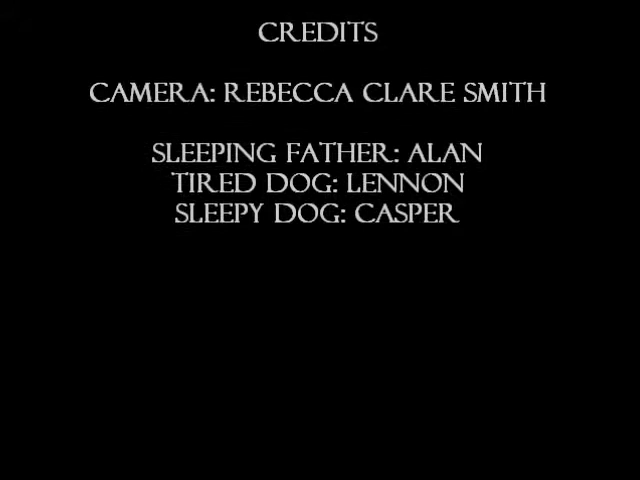 CREDITS
CAMERA: REBECCA CLARE SMITH
SLEEPING FATHER: ALAN
TIRED DOG: LENNON
SLEEPY DOG: CASPER